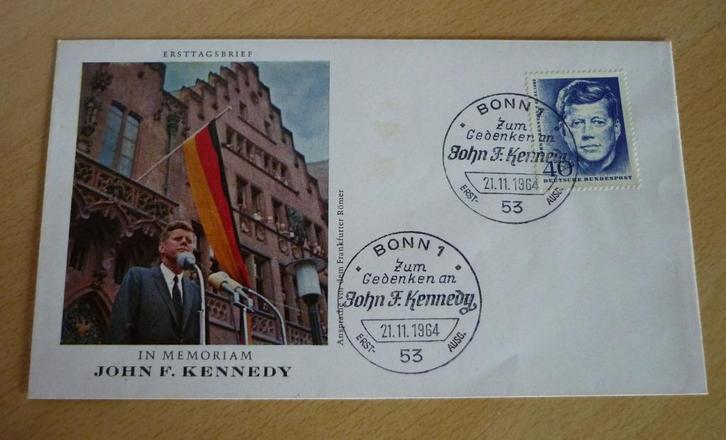 ERSTTAGSBRIEF
Ansprache vor dem Frankfurter Römer
IN MEMORIAM
JOHN F. KENNEDY
BONN 1
Zum
Gedenken an
John F. Kennedy
21.11.1964
ERST-
AUSG.
53
40
DEUTSCHE BUNDESPOST
BONN 1
Zum
Gedenken an
John F. Kennedy
21.11.1964
ERST-
AUSG.
53